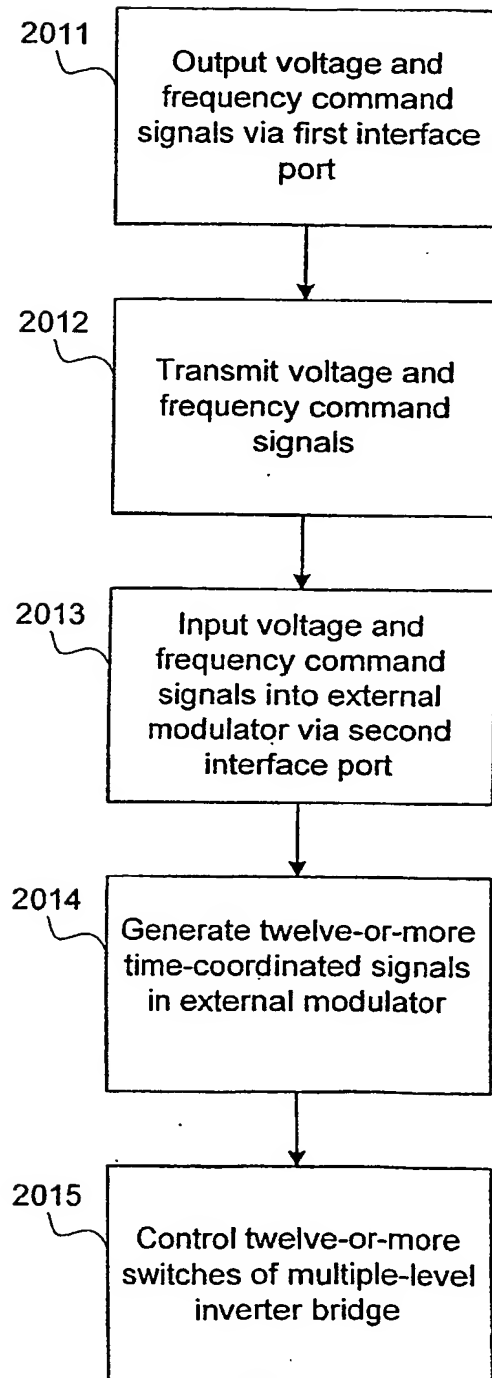 2011
Output voltage and
frequency command
signals via first interface
port
2012
Transmit voltage and
frequency command
signals
2013
Input voltage and
frequency command
signals into external
modulator via second
interface port
2014
Generate twelve-or-more
time-coordinated signals
in external modulator
2015
Control twelve-or-more
switches of multiple-level
inverter bridge